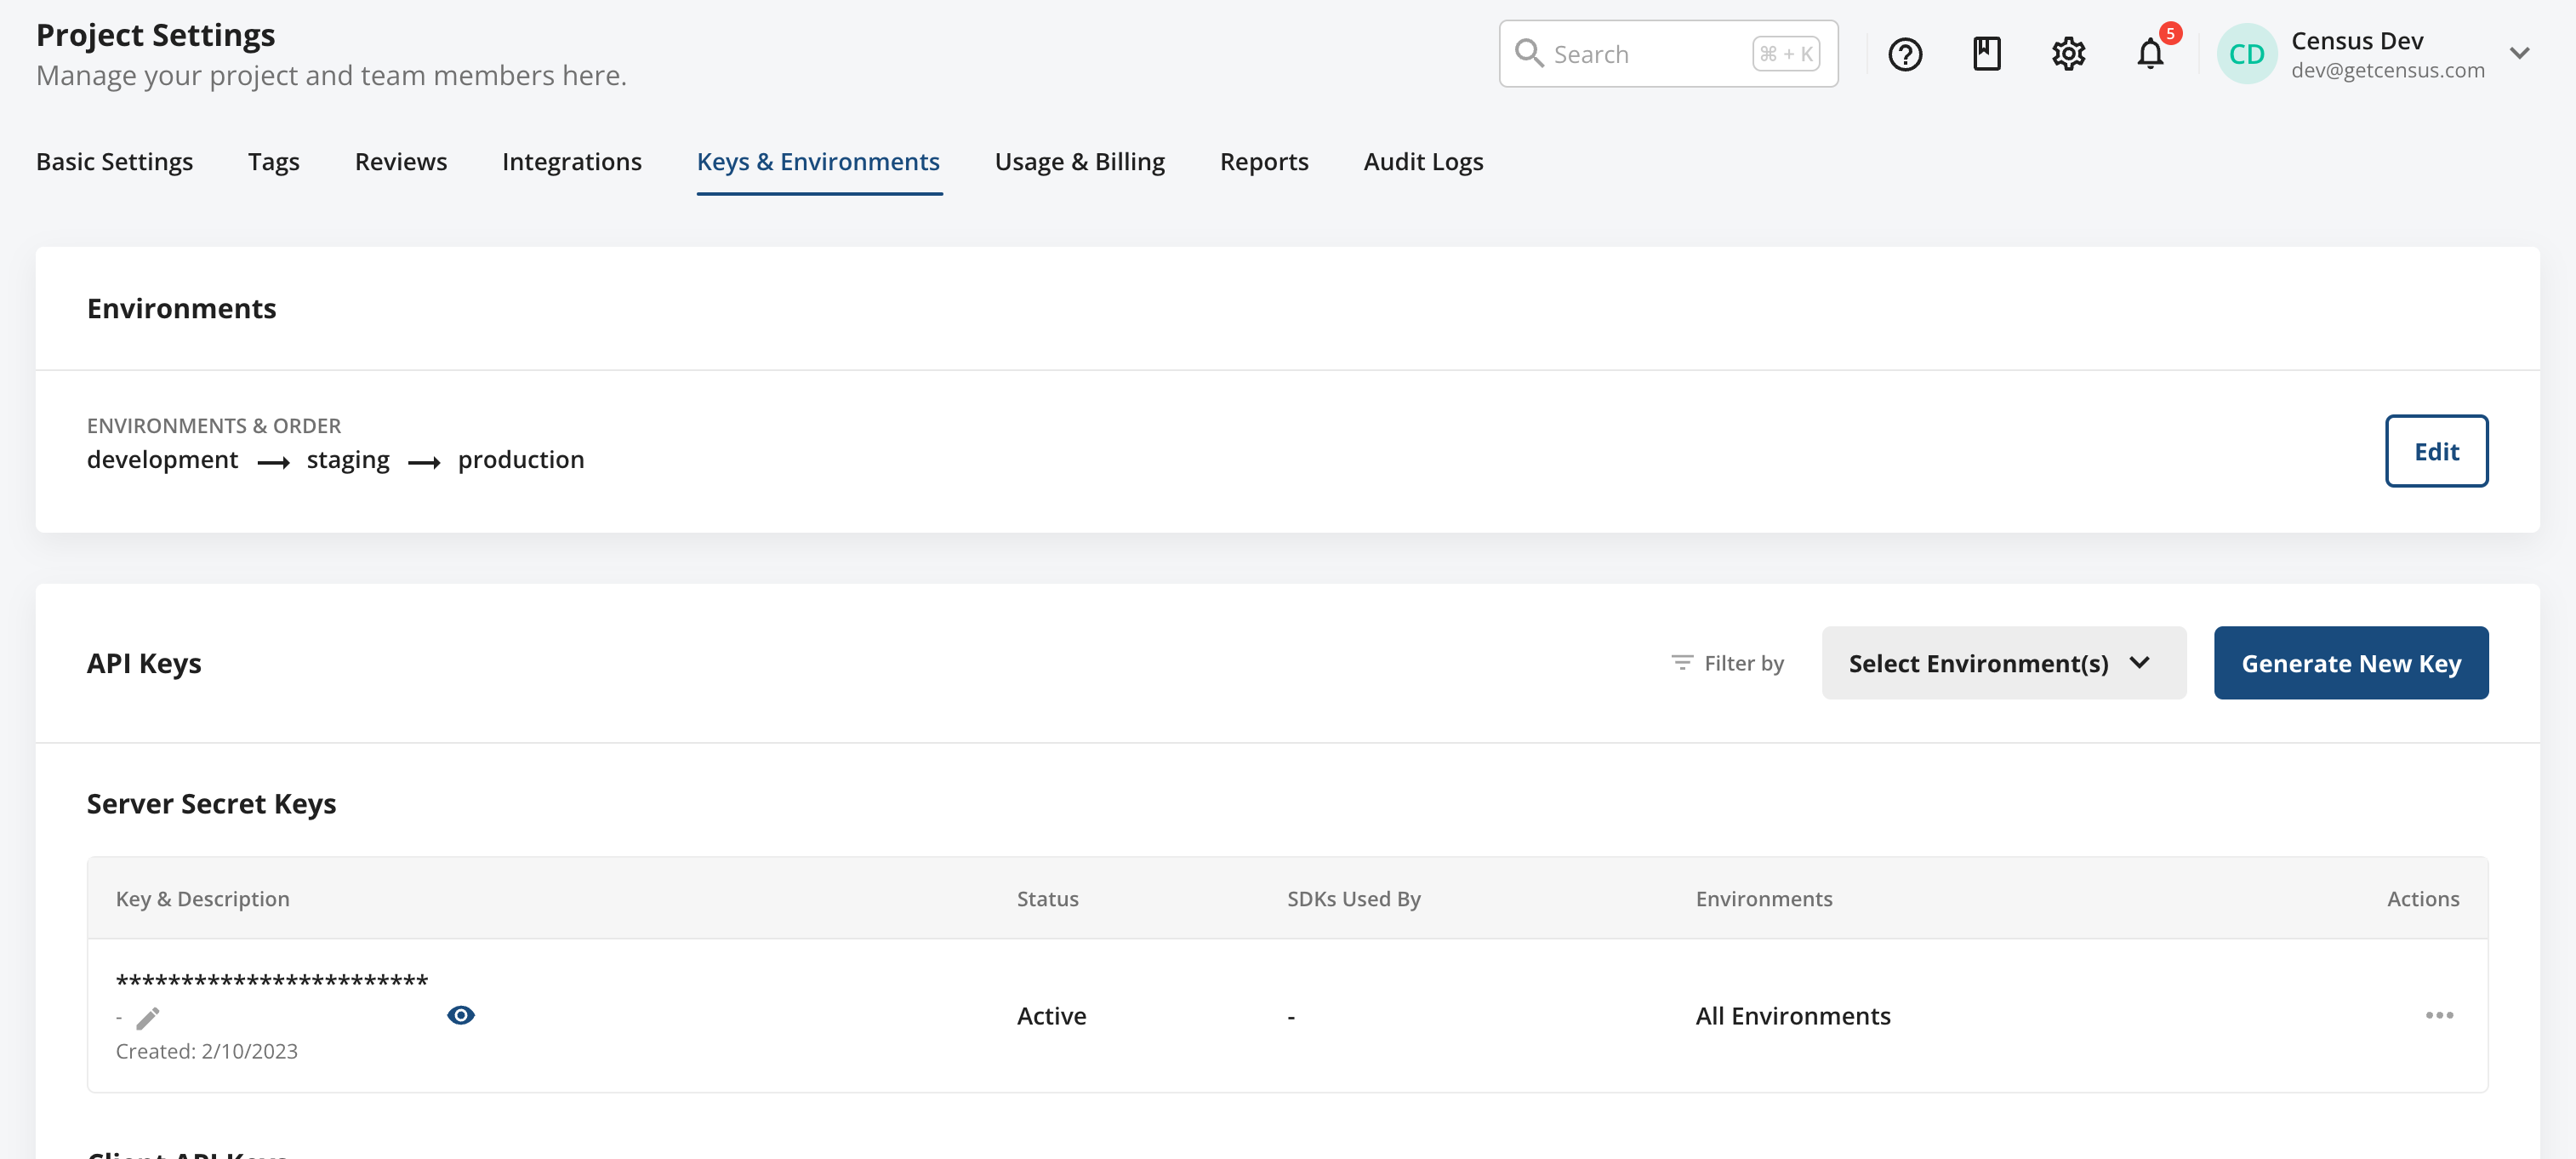 Project Settings
Manage your project and team members here.
Search
⌘ + K
5
CD
Census Dev
dev@getcensus.com
Basic Settings
Tags
Reviews
Integrations
Keys & Environments
Usage & Billing
Reports
Audit Logs
Environments
ENVIRONMENTS & ORDER
development → staging → production
Edit
API Keys
Filter by
Select Environment(s)
Generate New Key
Server Secret Keys
Key & Description
Status
SDKs Used By
Environments
Actions
************************
-
Created: 2/10/2023
Active
-
All Environments
Client API Keys